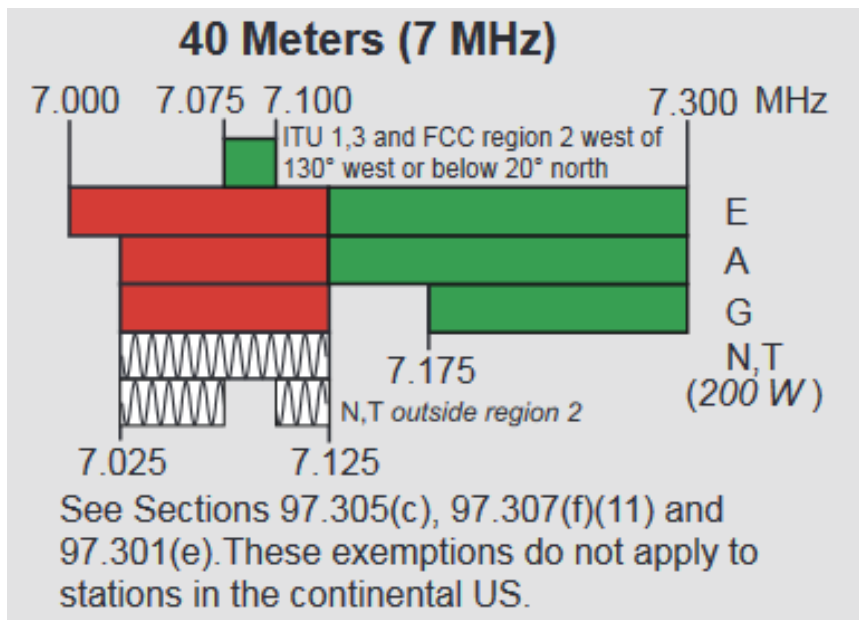 40 Meters (7 MHz)
7.000 7.075 7.100 7.300 MHz
ITU 1,3 and FCC region 2 west of
130° west or below 20° north
E
A
G
N,T
7.175
(200 W )
N,T outside region 2
7.025 7.125
See Sections 97.305(c), 97.307(f)(11) and
97.301(e).These exemptions do not apply to
stations in the continental US.